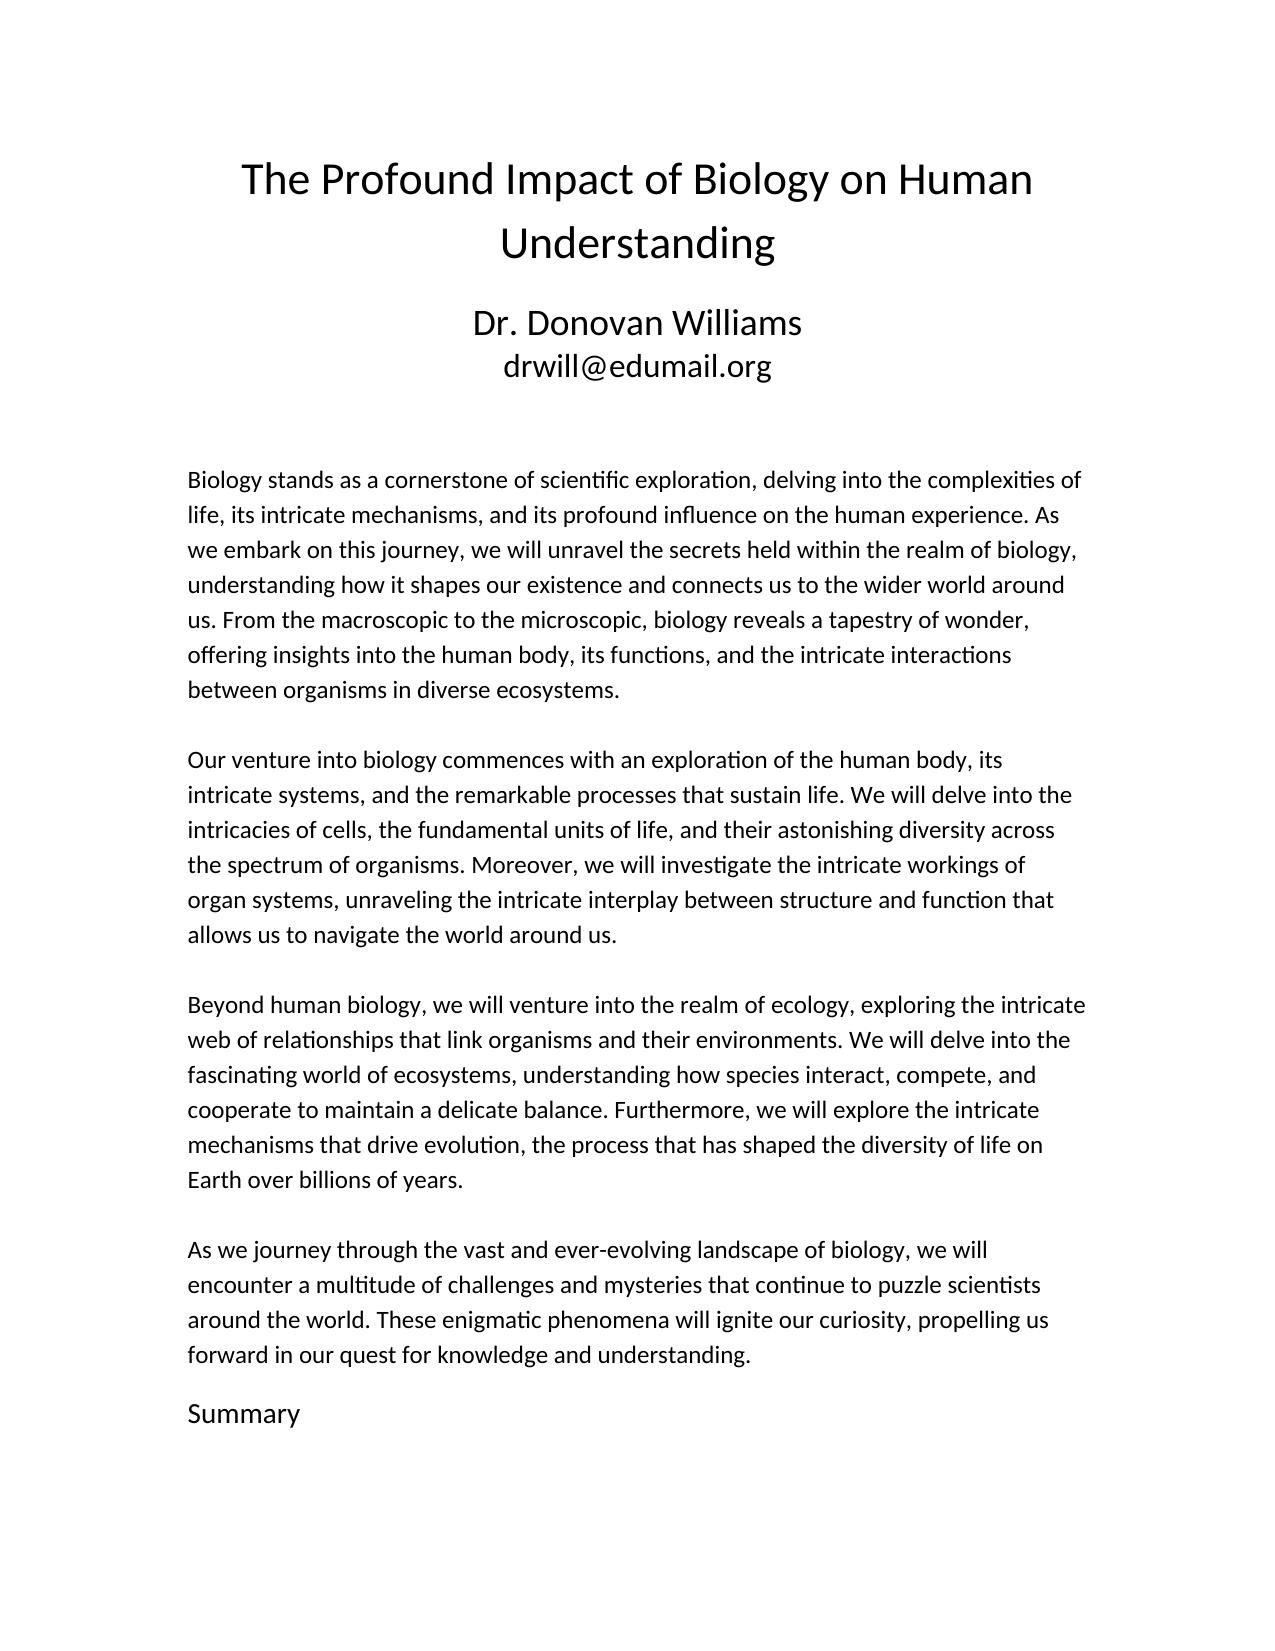 The Profound Impact of Biology on Human
Understanding
Dr. Donovan Williams
drwill@edumail.org
Biology stands as a cornerstone of scientific exploration, delving into the complexities of
life, its intricate mechanisms, and its profound influence on the human experience. As
we embark on this journey, we will unravel the secrets held within the realm of biology,
understanding how it shapes our existence and connects us to the wider world around
us. From the macroscopic to the microscopic, biology reveals a tapestry of wonder,
offering insights into the human body, its functions, and the intricate interactions
between organisms in diverse ecosystems.
Our venture into biology commences with an exploration of the human body, its
intricate systems, and the remarkable processes that sustain life. We will delve into the
intricacies of cells, the fundamental units of life, and their astonishing diversity across
the spectrum of organisms. Moreover, we will investigate the intricate workings of
organ systems, unraveling the intricate interplay between structure and function that
allows us to navigate the world around us.
Beyond human biology, we will venture into the realm of ecology, exploring the intricate
web of relationships that link organisms and their environments. We will delve into the
fascinating world of ecosystems, understanding how species interact, compete, and
cooperate to maintain a delicate balance. Furthermore, we will explore the intricate
mechanisms that drive evolution, the process that has shaped the diversity of life on
Earth over billions of years.
As we journey through the vast and ever-evolving landscape of biology, we will
encounter a multitude of challenges and mysteries that continue to puzzle scientists
around the world. These enigmatic phenomena will ignite our curiosity, propelling us
forward in our quest for knowledge and understanding.
Summary